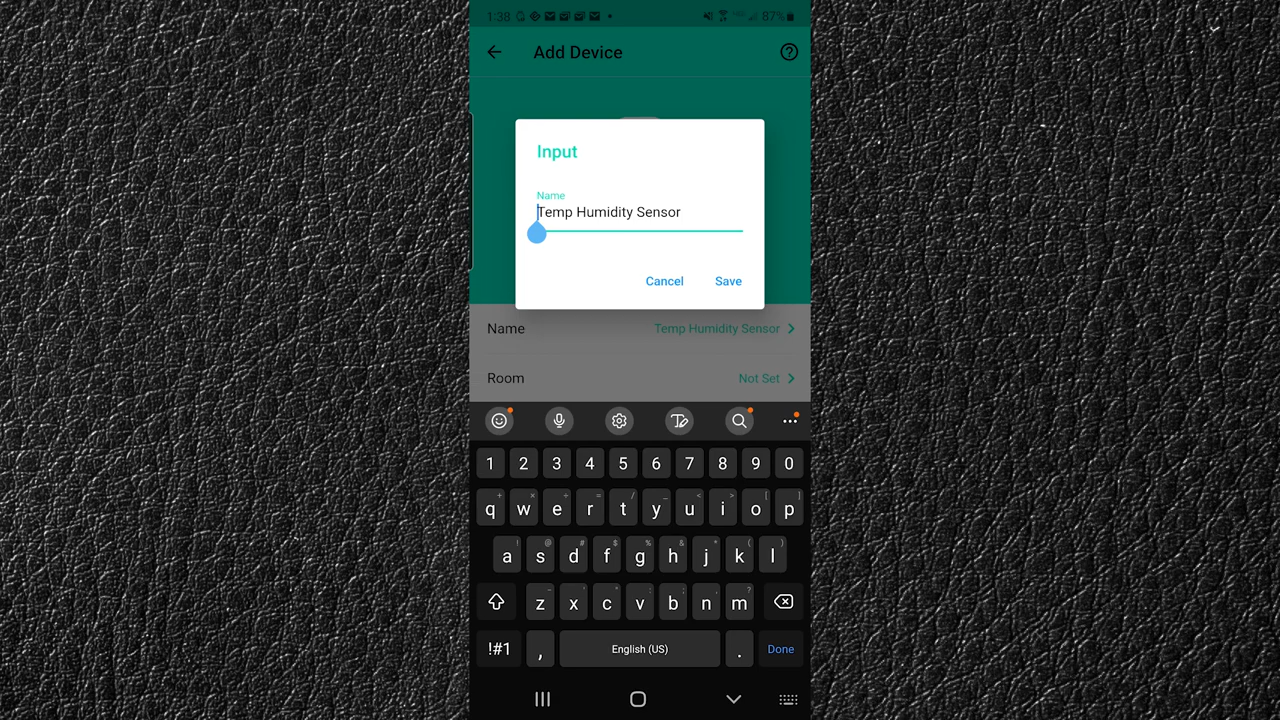 1:38
87%
Add Device
Input
Name
Temp Humidity Sensor
Cancel
Save
Name
Temp Humidity Sensor
Room
Not Set
1 2 3 4 5 6 7 8 9 0
q w e r t y u i o p
a s d f g h j k l
z x c v b n m
!#1 , English (US) . Done